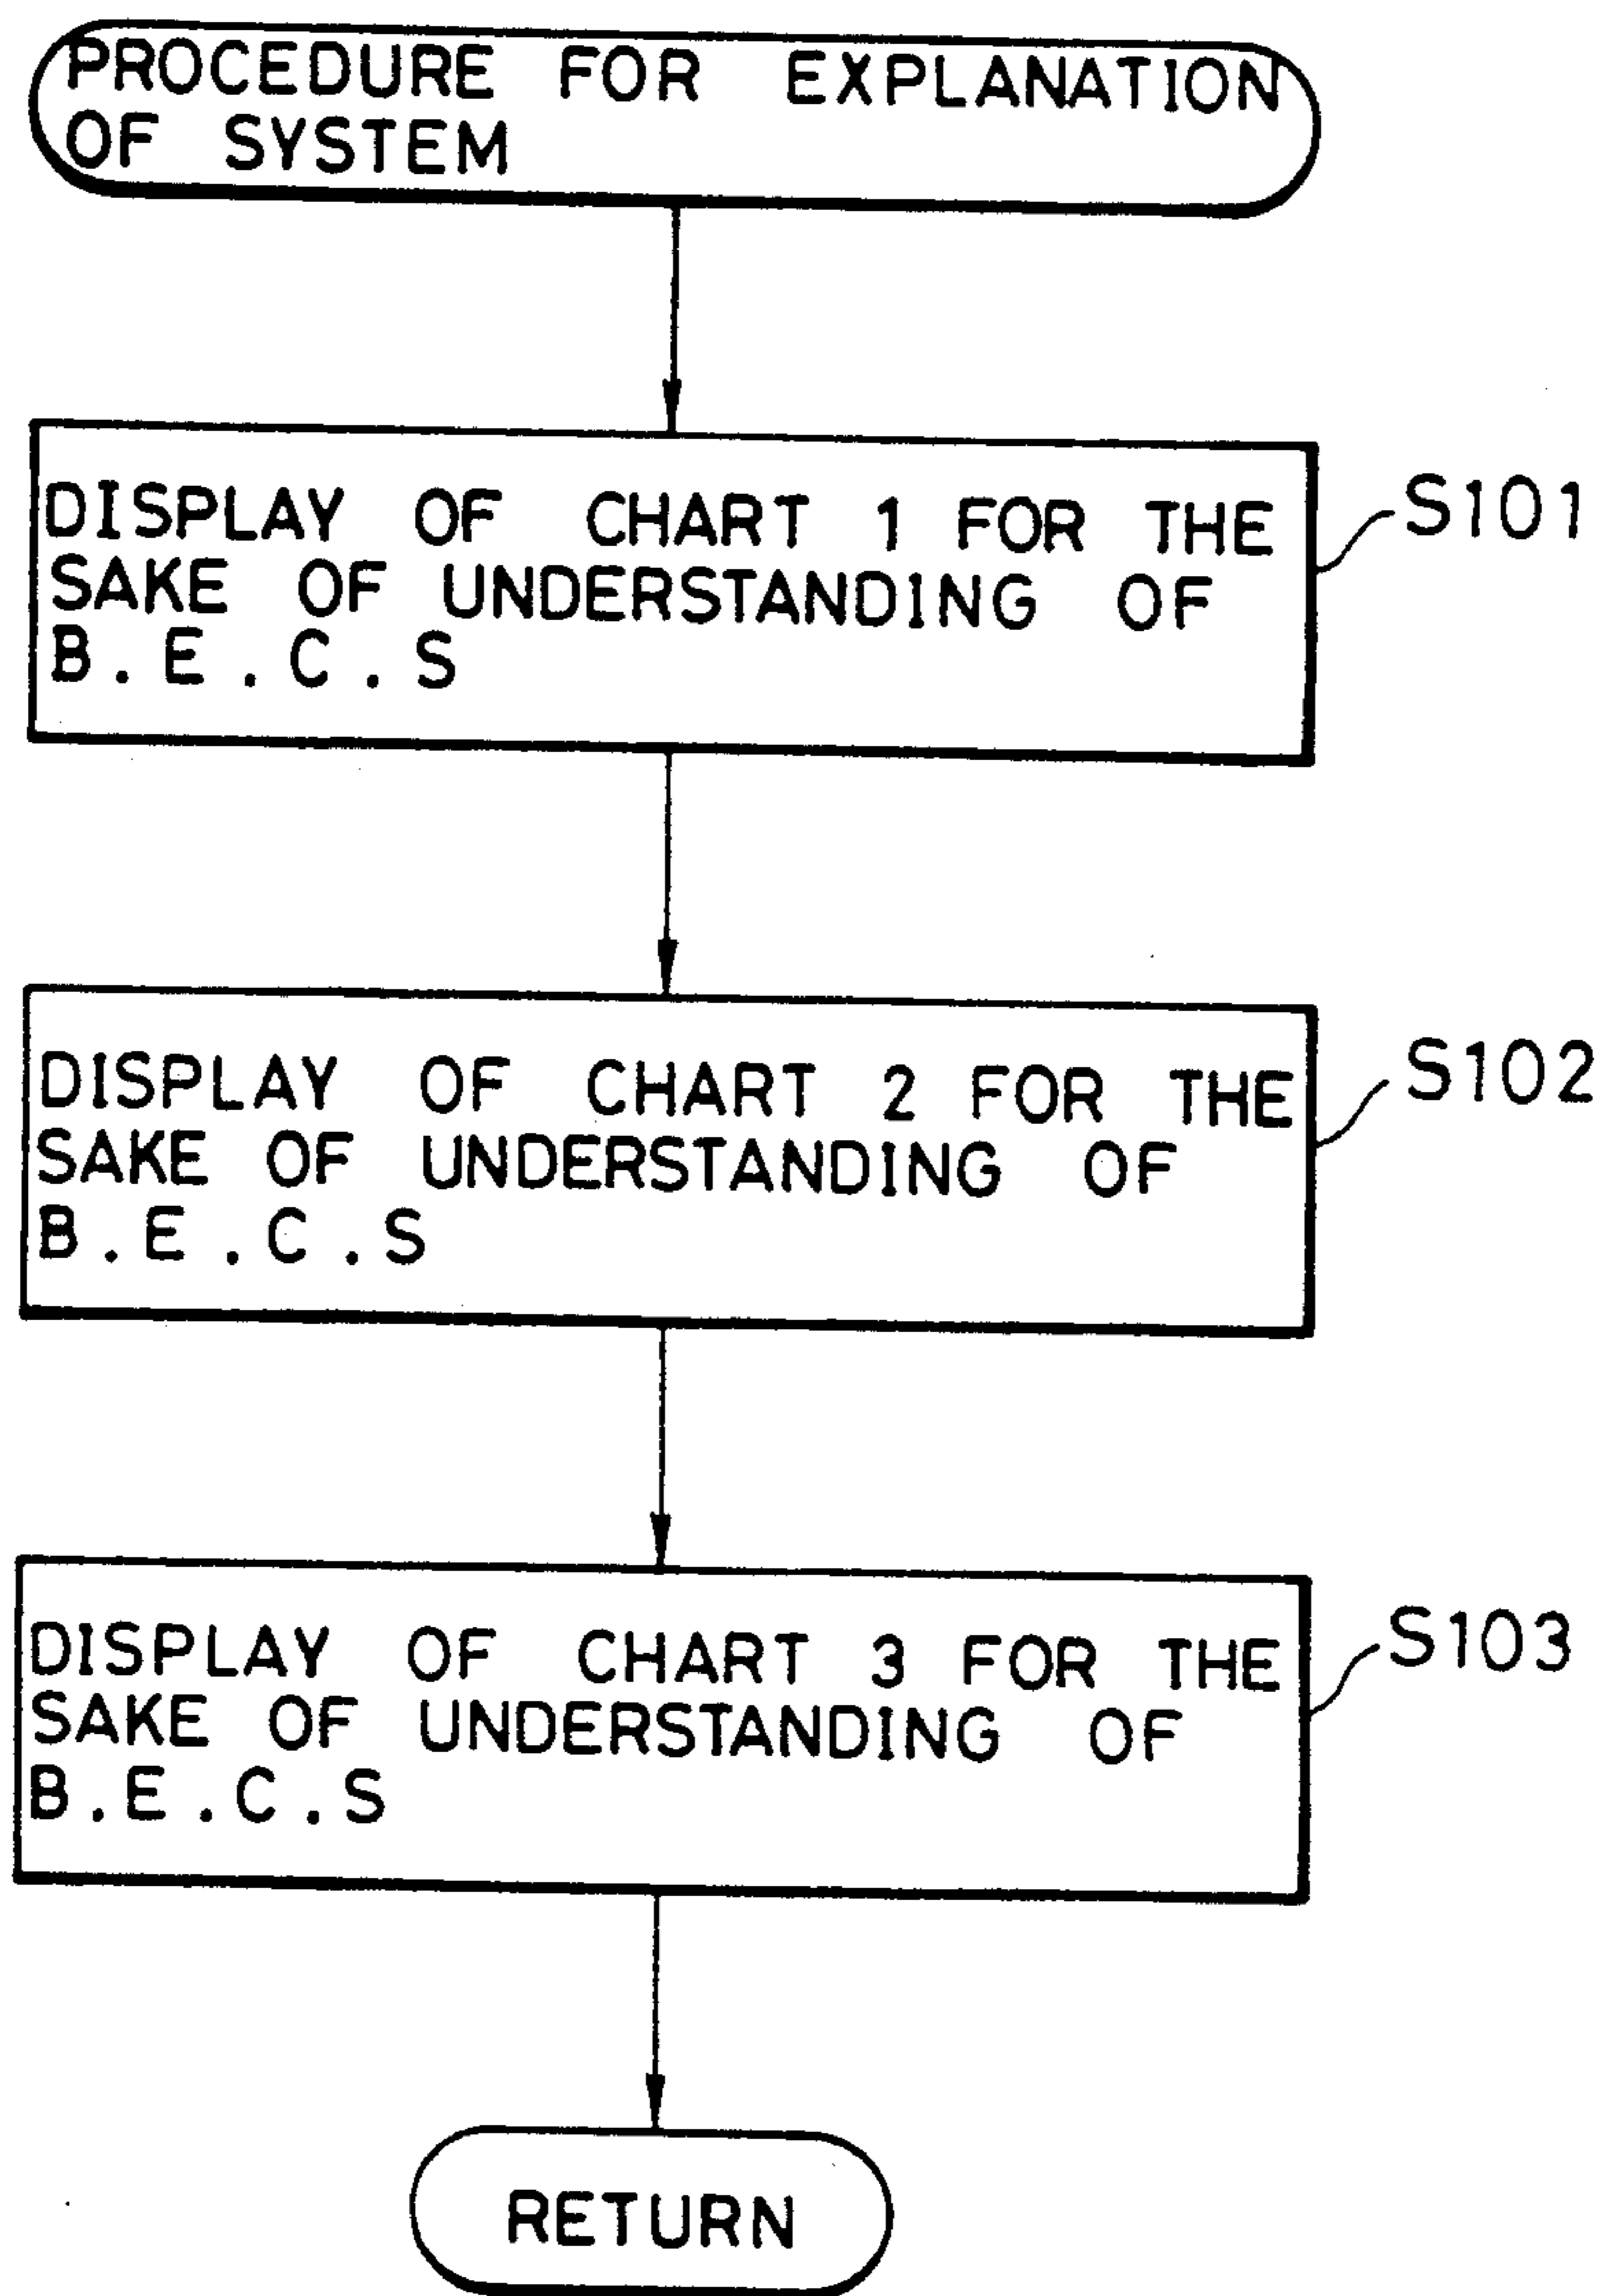 PROCEDURE FOR EXPLANATION
OF SYSTEM
DISPLAY OF CHART 1 FOR THE
SAKE OF UNDERSTANDING OF
B.E.C.S
S101
DISPLAY OF CHART 2 FOR THE
SAKE OF UNDERSTANDING OF
B.E.C.S
S102
DISPLAY OF CHART 3 FOR THE
SAKE OF UNDERSTANDING OF
B.E.C.S
S103
RETURN